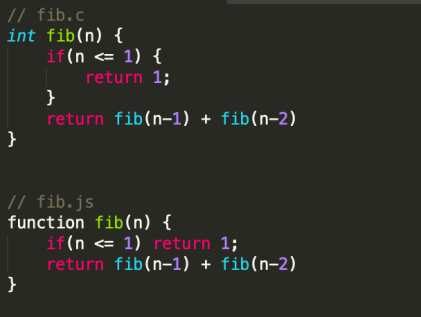 // fib.c
int fib(n) {
    if(n <= 1) {
        return 1;
    }
    return fib(n-1) + fib(n-2)
}
// fib.js
function fib(n) {
    if(n <= 1) return 1;
    return fib(n-1) + fib(n-2)
}